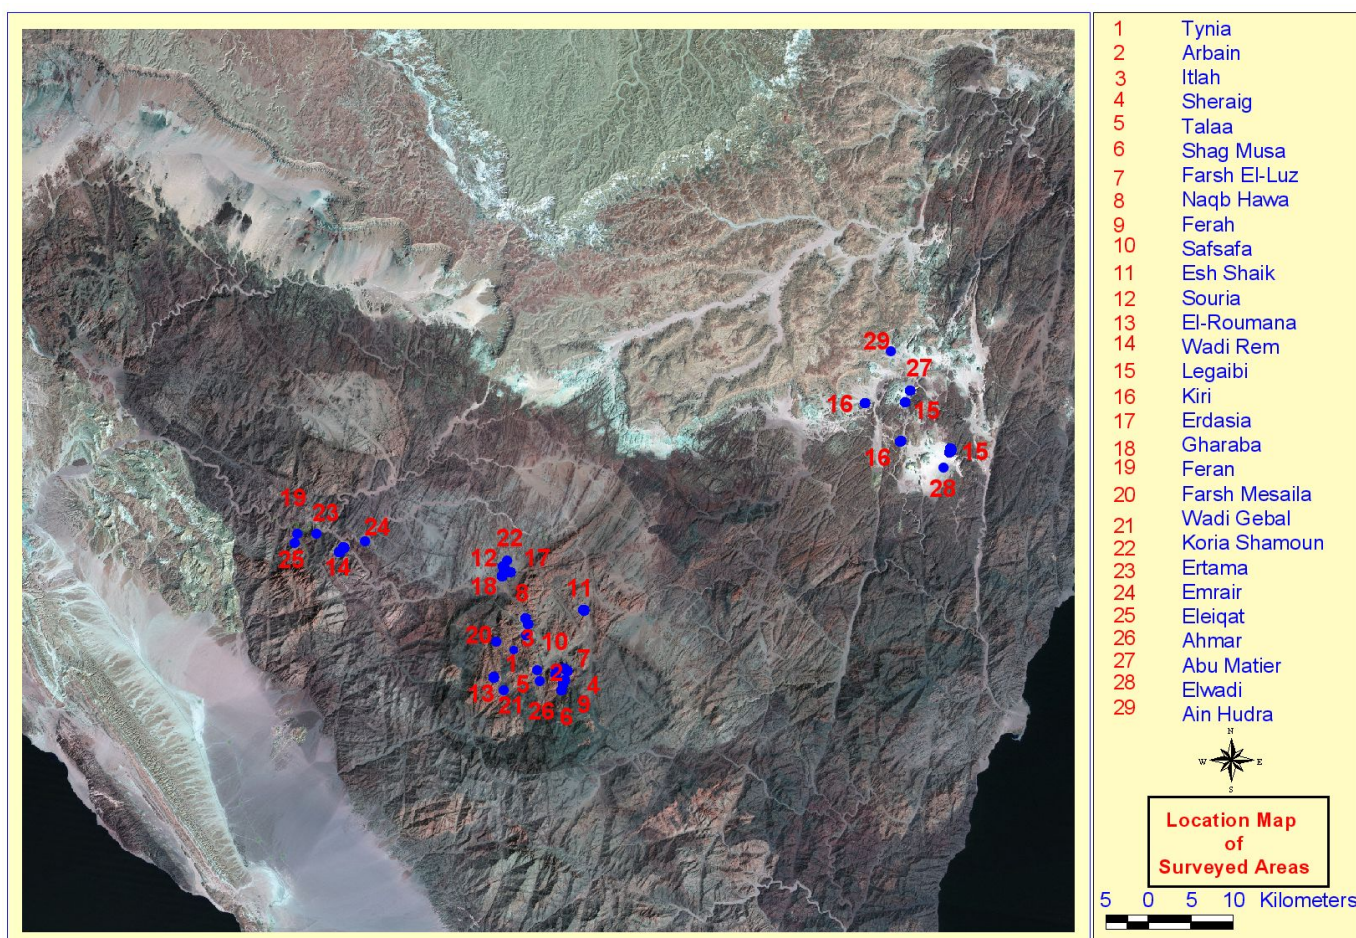 29
27
16
15
16
15
28
19
23
24
25
14
22
12
17
18
8
11
20
3
10
1
2
7
13
5
4
21
26
9
6
1 Tynia
2 Arbain
3 Itlah
4 Sheraig
5 Talaa
6 Shag Musa
7 Farsh El-Luz
8 Naqb Hawa
9 Ferah
10 Safsafa
11 Esh Shaik
12 Souria
13 El-Roumana
14 Wadi Rem
15 Legaibi
16 Kiri
17 Erdasia
18 Gharaba
19 Feran
20 Farsh Mesaila
21 Wadi Gebal
22 Koria Shamoun
23 Ertama
24 Emrair
25 Eleiqat
26 Ahmar
27 Abu Matier
28 Elwadi
29 Ain Hudra
N
W E
S
Location Map
of
Surveyed Areas
5 0 5 10 Kilometers